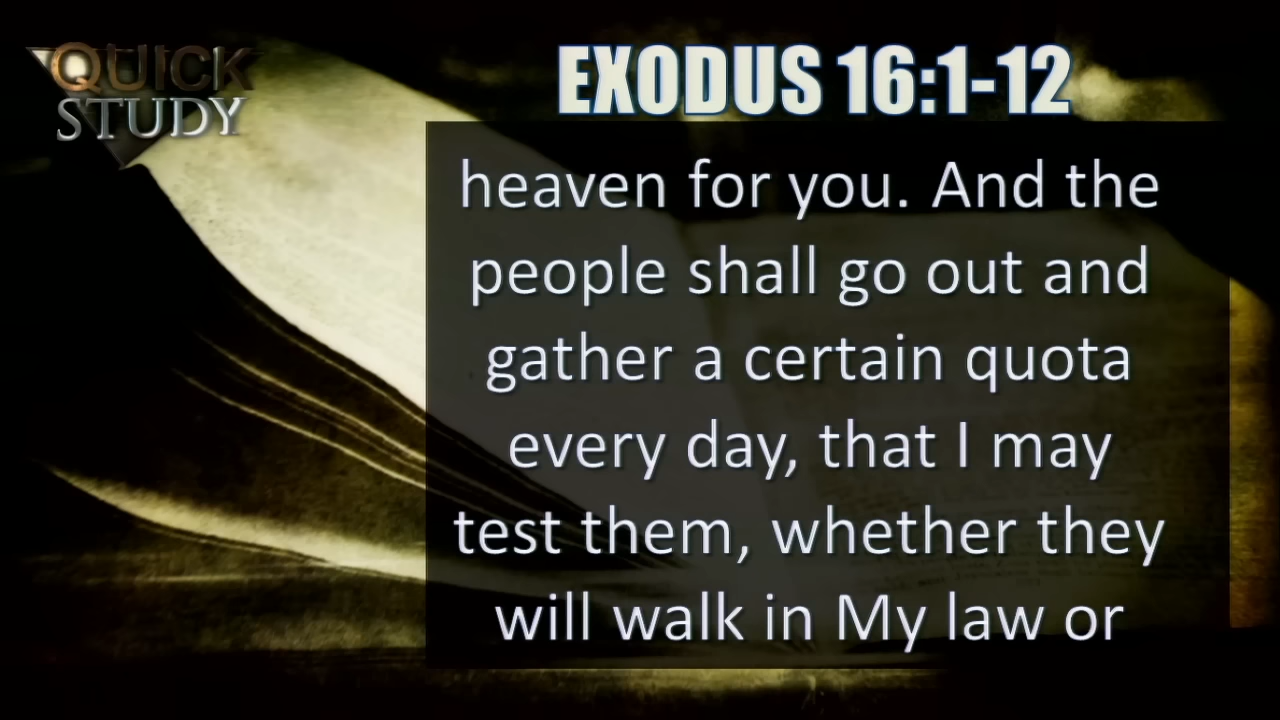 QUICK
STUDY
EXODUS 16:1-12
heaven for you. And the
people shall go out and
gather a certain quota
every day, that I may
test them, whether they
will walk in My law or